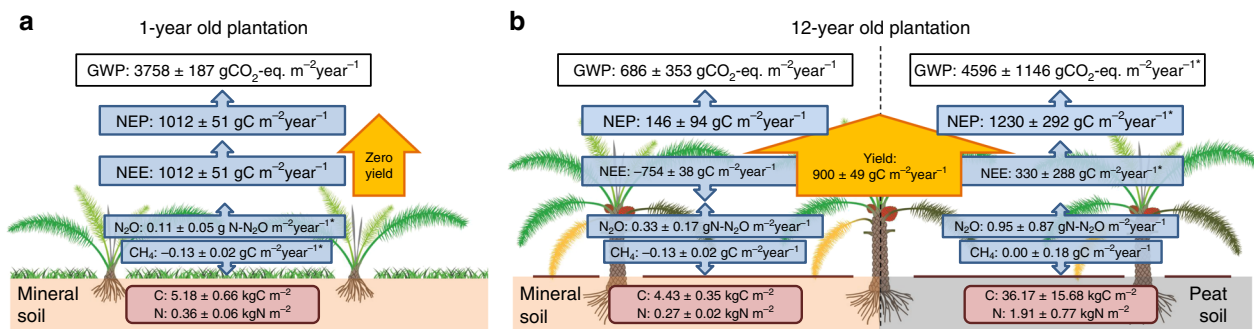 a
1-year old plantation
GWP: 3758 ± 187 gCO₂-eq. m⁻²year⁻¹
NEP: 1012 ± 51 gC m⁻²year⁻¹
NEE: 1012 ± 51 gC m⁻²year⁻¹
Zero
yield
N₂O: 0.11 ± 0.05 g N-N₂O m⁻²year⁻¹*
CH₄: –0.13 ± 0.02 gC m⁻²year⁻¹*
Mineral
soil
C: 5.18 ± 0.66 kgC m⁻²
N: 0.36 ± 0.06 kgN m⁻²
b
12-year old plantation
GWP: 686 ± 353 gCO₂-eq. m⁻²year⁻¹
NEP: 146 ± 94 gC m⁻²year⁻¹
NEE: –754 ± 38 gC m⁻²year⁻¹
N₂O: 0.33 ± 0.17 gN-N₂O m⁻²year⁻¹
CH₄: –0.13 ± 0.02 gC m⁻²year⁻¹
Mineral
soil
C: 4.43 ± 0.35 kgC m⁻²
N: 0.27 ± 0.02 kgN m⁻²
Yield:
900 ± 49 gC m⁻²year⁻¹
GWP: 4596 ± 1146 gCO₂-eq. m⁻²year⁻¹*
NEP: 1230 ± 292 gC m⁻²year⁻¹*
NEE: 330 ± 288 gC m⁻²year⁻¹*
N₂O: 0.95 ± 0.87 gN-N₂O m⁻²year⁻¹
CH₄: 0.00 ± 0.18 gC m⁻²year⁻¹
C: 36.17 ± 15.68 kgC m⁻²
N: 1.91 ± 0.77 kgN m⁻²
Peat
soil